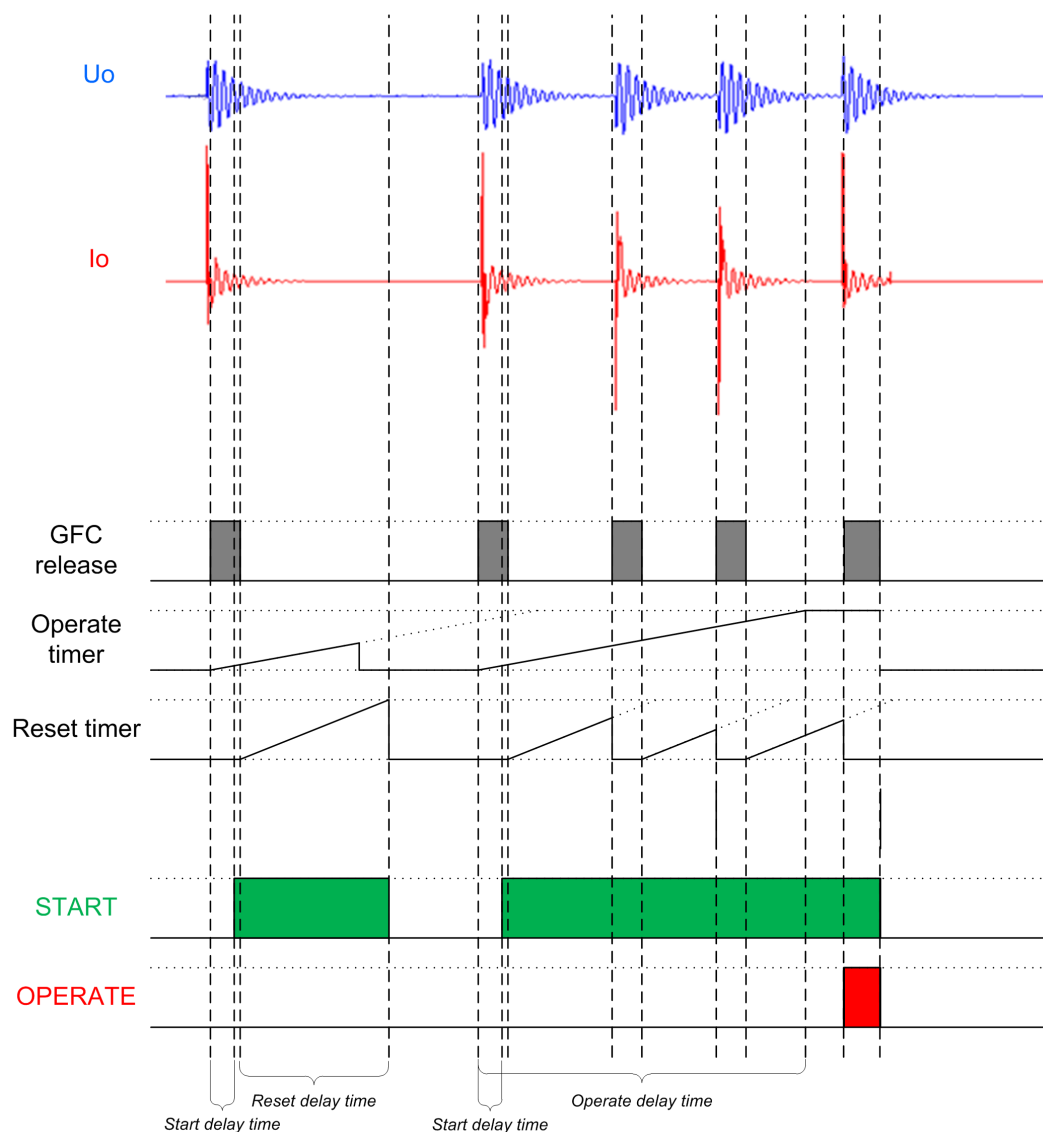 Uo
Io
GFC
release
Operate
timer
Reset timer
START
OPERATE
Reset delay time
Operate delay time
Start delay time
Start delay time